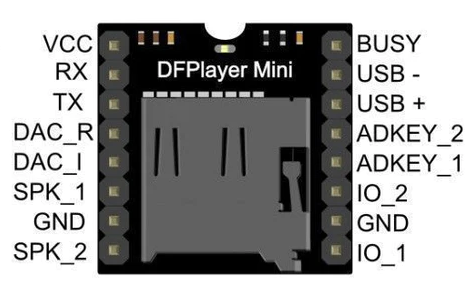 VCC
BUSY
RX
USB -
DFPlayer Mini
TX
USB +
DAC_R
ADKEY_2
DAC_I
ADKEY_1
SPK_1
IO_2
GND
GND
SPK_2
IO_1